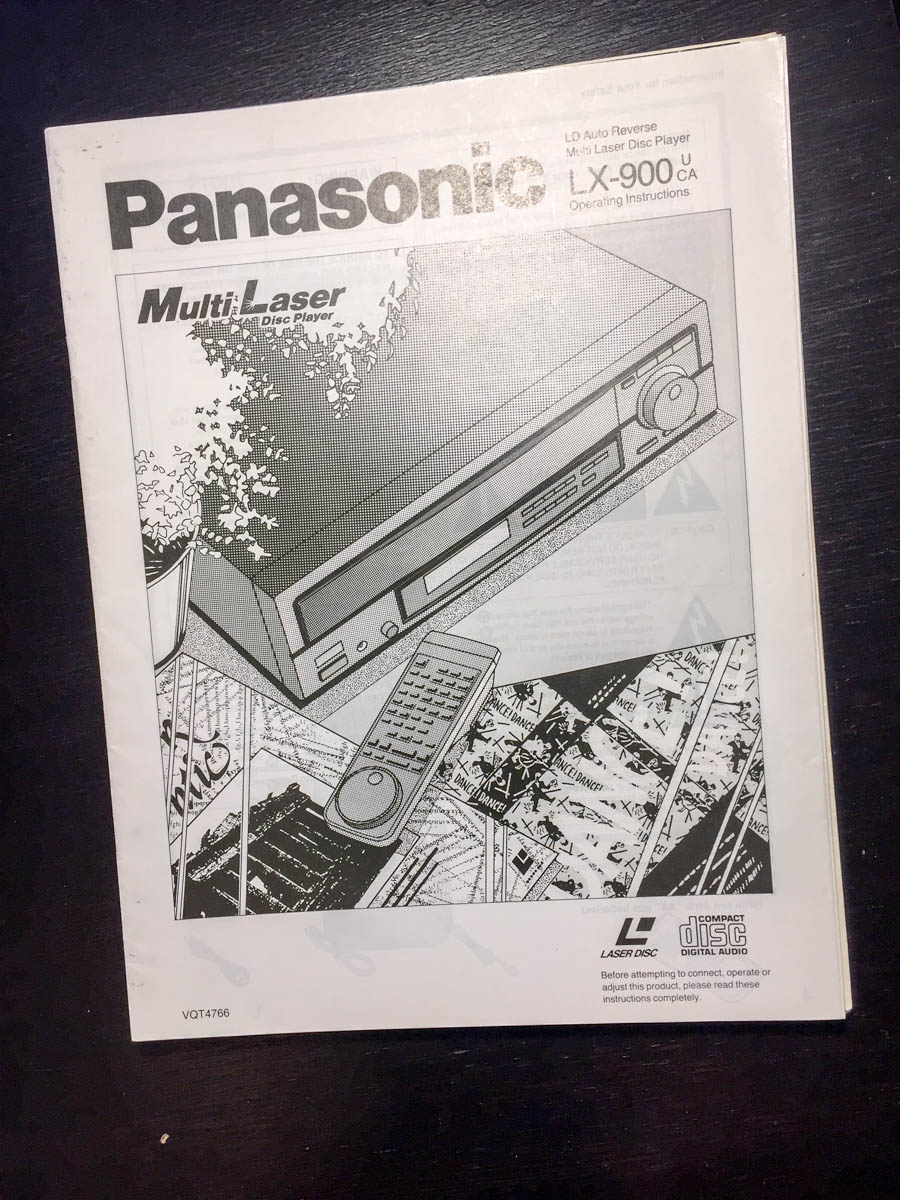 Panasonic
LD Auto Reverse
Multi Laser Disc Player
LX-900 U CA
Operating Instructions
Multi Laser
Disc Player
DANCE!
DANCE! DANCE!
DANCE!
DANCE! DANCE!
LASER DISC
COMPACT
disc
DIGITAL AUDIO
Before attempting to connect, operate or
adjust this product, please read these
instructions completely.
VQT4766